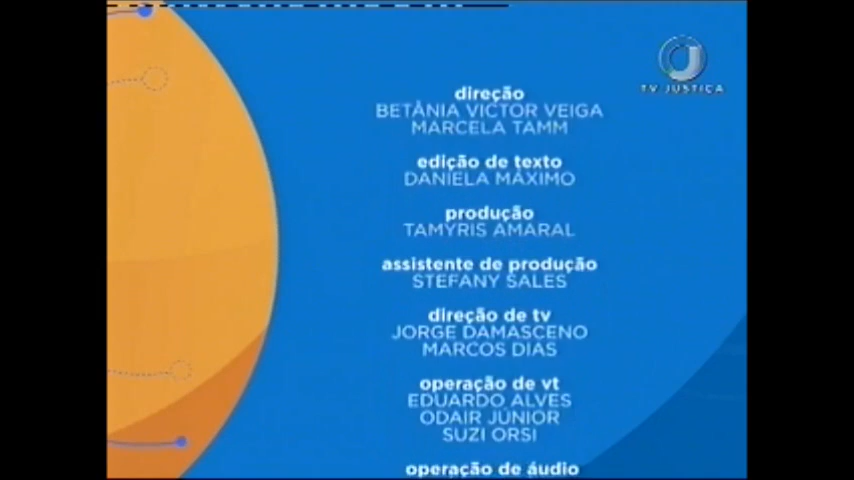 TV JUSTIÇA
direção
BETÂNIA VICTOR VEIGA
MARCELA TAMM
edição de texto
DANIELA MÁXIMO
produção
TAMYRIS AMARAL
assistente de produção
STEFANY SALES
direção de tv
JORGE DAMASCENO
MARCOS DIAS
operação de vt
EDUARDO ALVES
ODAIR JÚNIOR
SUZI ORSI
operação de áudio